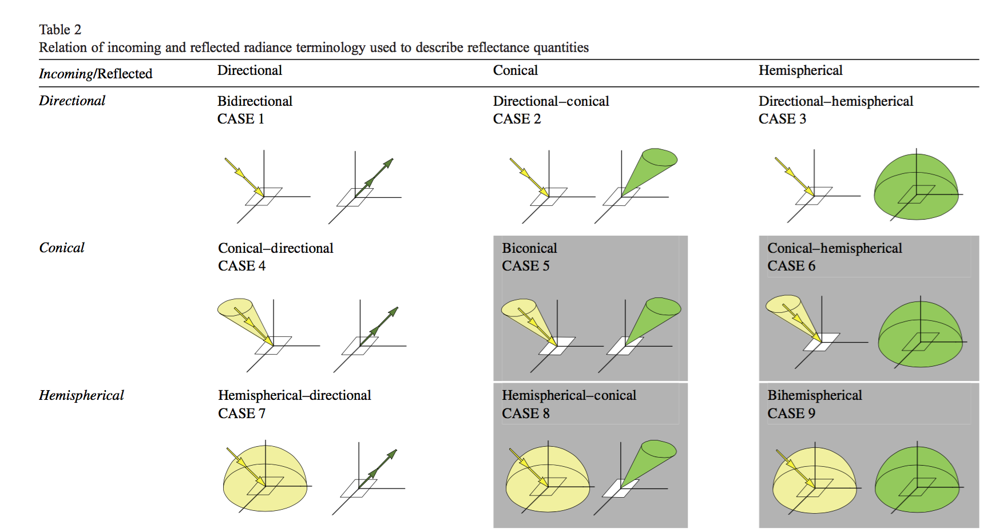 Table 2
Relation of incoming and reflected radiance terminology used to describe reflectance quantities
Incoming/Reflected Directional Conical Hemispherical
Directional Bidirectional Directional–conical Directional–hemispherical
CASE 1 CASE 2 CASE 3
Conical Conical–directional Biconical Conical–hemispherical
CASE 4 CASE 5 CASE 6
Hemispherical Hemispherical–directional Hemispherical–conical Bihemispherical
CASE 7 CASE 8 CASE 9